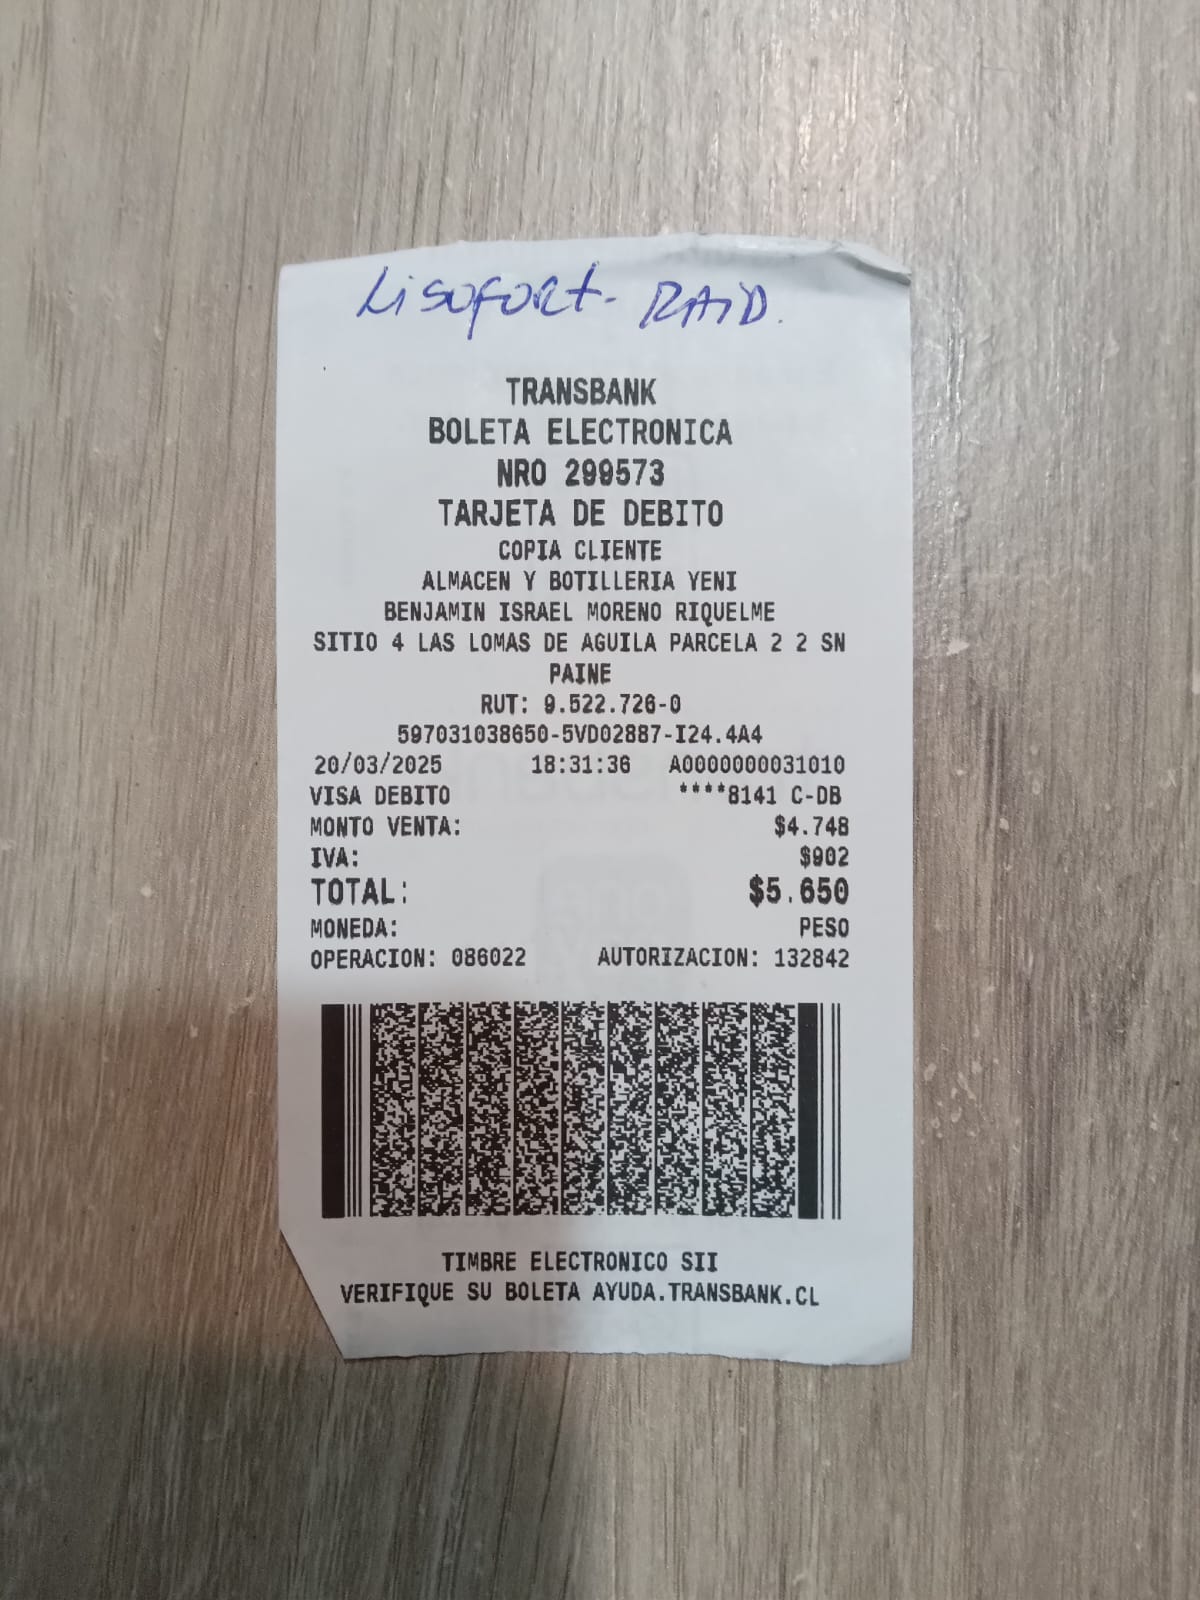 Lisofort - RAID.
TRANSBANK
BOLETA ELECTRONICA
NRO 299573
TARJETA DE DEBITO
COPIA CLIENTE
ALMACEN Y BOTILLERIA YENI
BENJAMIN ISRAEL MORENO RIQUELME
SITIO 4 LAS LOMAS DE AGUILA PARCELA 2 2 SN
PAINE
RUT: 9.522.726-0
597031038650-5VD02887-I24.4A4
20/03/2025 18:31:36 A0000000031010
VISA DEBITO ****8141 C-DB
MONTO VENTA: $4.748
IVA: $902
TOTAL: $5.650
MONEDA: PESO
OPERACION: 086022 AUTORIZACION: 132842
TIMBRE ELECTRONICO SII
VERIFIQUE SU BOLETA AYUDA.TRANSBANK.CL